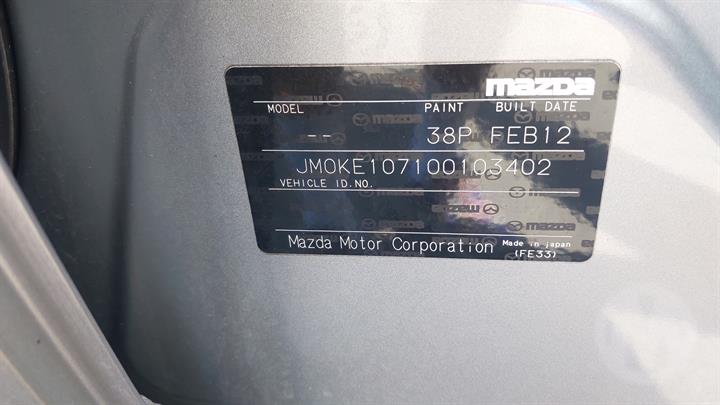 mazda
MODEL PAINT BUILT DATE
-- 38P FEB12
JM0KE107100103402
VEHICLE ID.NO.
Mazda Motor Corporation Made in japan
(FE33)